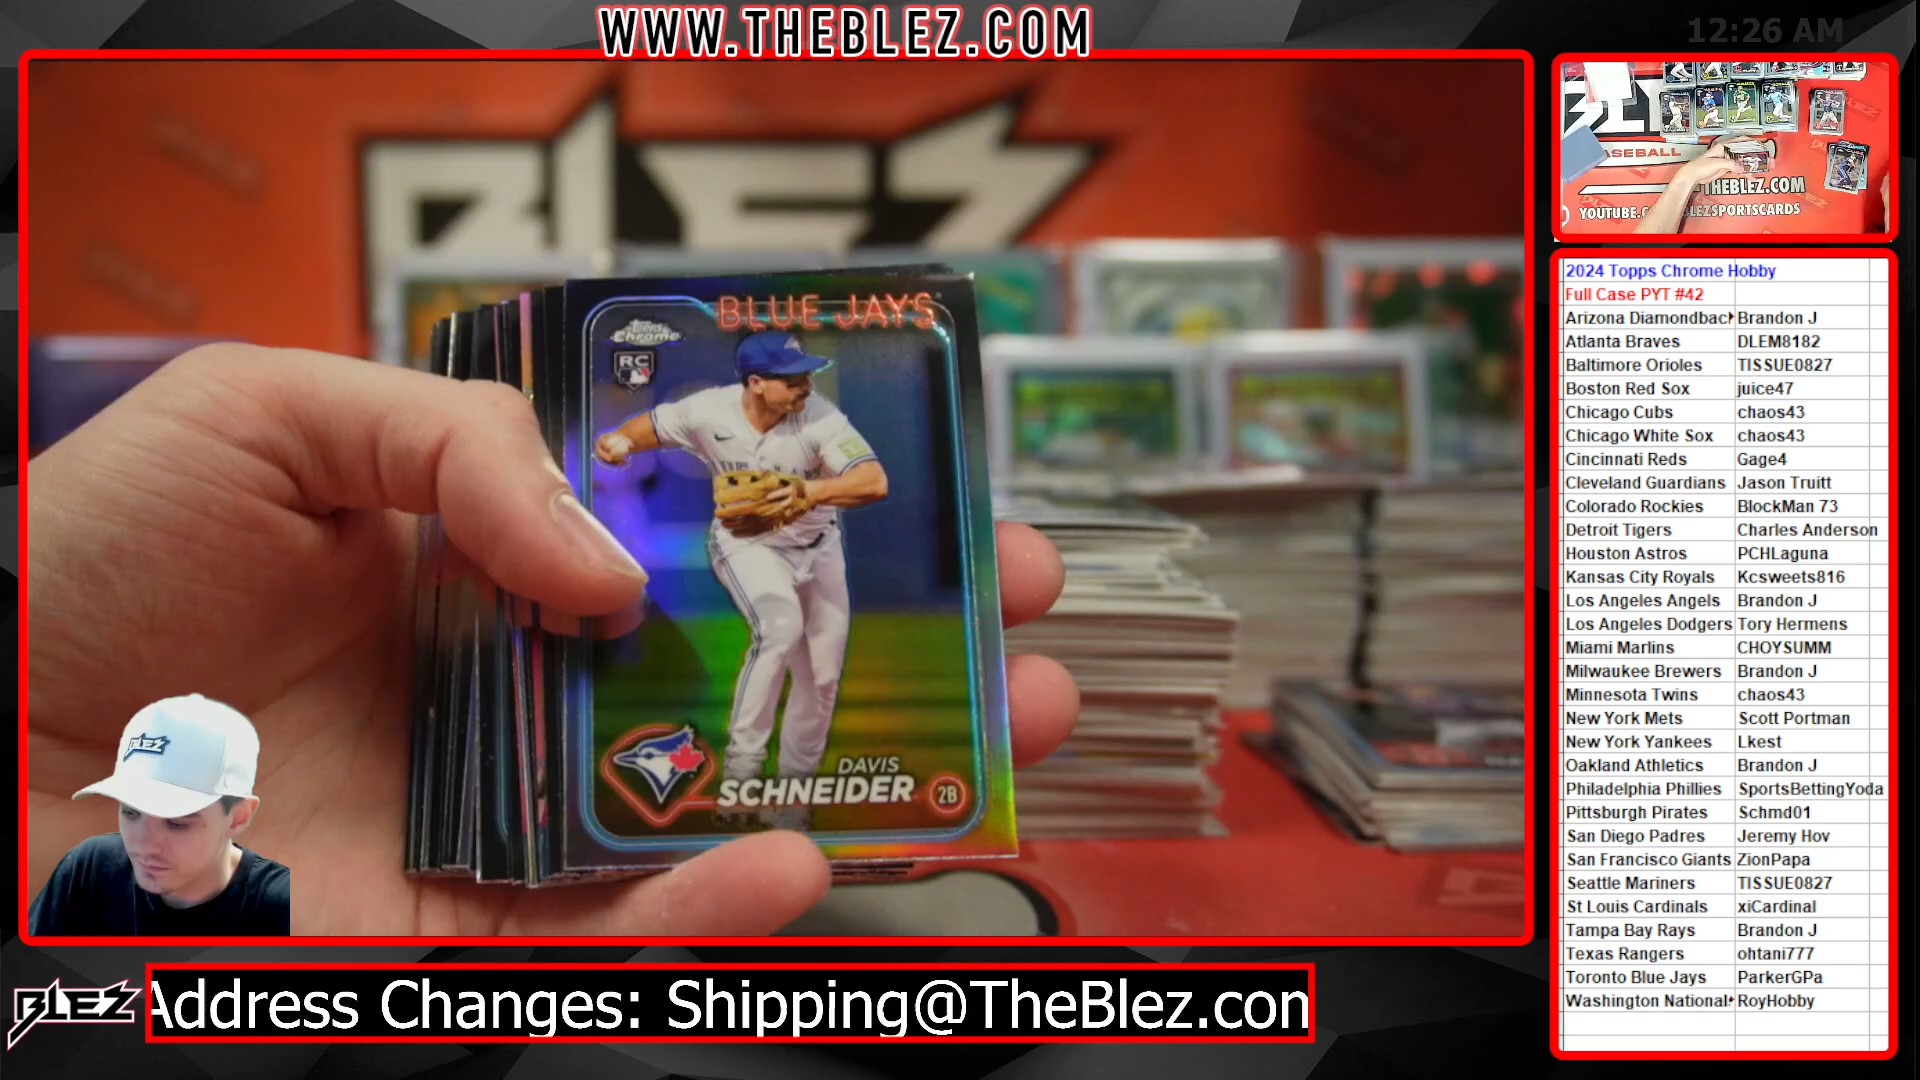 WWW.THEBLEZ.COM
12:26 AM
BLEZ
BLUE JAYS
Topps
Chrome
RC
DAVIS
SCHNEIDER 2B
BLEZ
BLEZ
Address Changes: Shipping@TheBlez.com
ASEBALL
THEBLEZ.COM
YOUTUBE.C LEZSPORTSCARDS
2024 Topps Chrome Hobby
Full Case PYT #42
Arizona Diamondbac Brandon J
Atlanta Braves DLEM8182
Baltimore Orioles TISSUE0827
Boston Red Sox juice47
Chicago Cubs chaos43
Chicago White Sox chaos43
Cincinnati Reds Gage4
Cleveland Guardians Jason Truitt
Colorado Rockies BlockMan 73
Detroit Tigers Charles Anderson
Houston Astros PCHLaguna
Kansas City Royals Kcsweets816
Los Angeles Angels Brandon J
Los Angeles Dodgers Tory Hermens
Miami Marlins CHOYSUMM
Milwaukee Brewers Brandon J
Minnesota Twins chaos43
New York Mets Scott Portman
New York Yankees Lkest
Oakland Athletics Brandon J
Philadelphia Phillies SportsBettingYoda
Pittsburgh Pirates Schmd01
San Diego Padres Jeremy Hov
San Francisco Giants ZionPapa
Seattle Mariners TISSUE0827
St Louis Cardinals xiCardinal
Tampa Bay Rays Brandon J
Texas Rangers ohtani777
Toronto Blue Jays ParkerGPa
Washington National RoyHobby